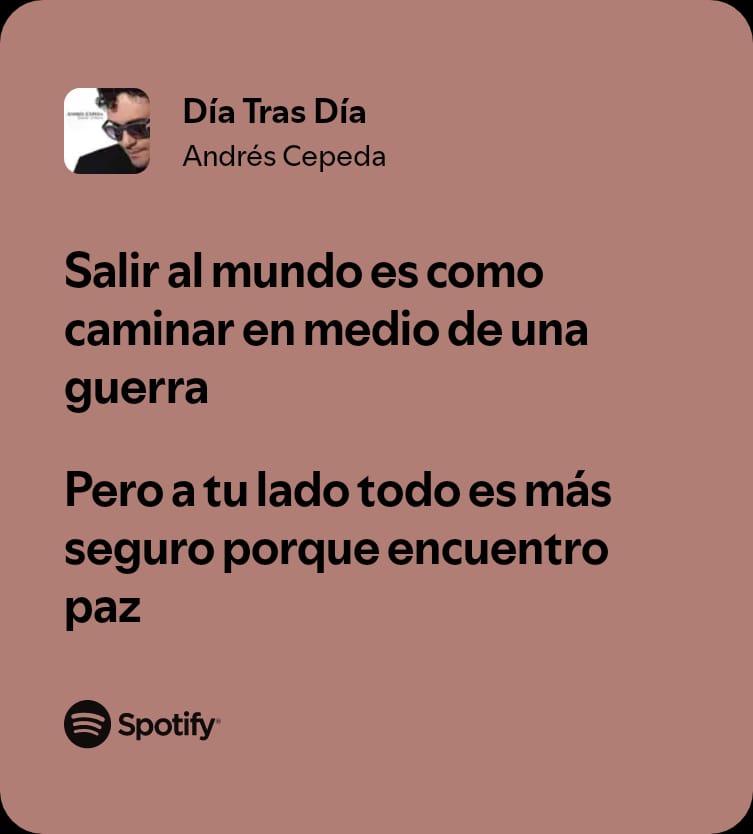 Día Tras Día
Andrés Cepeda
Salir al mundo es como
caminar en medio de una
guerra
Pero a tu lado todo es más
seguro porque encuentro
paz
Spotify®